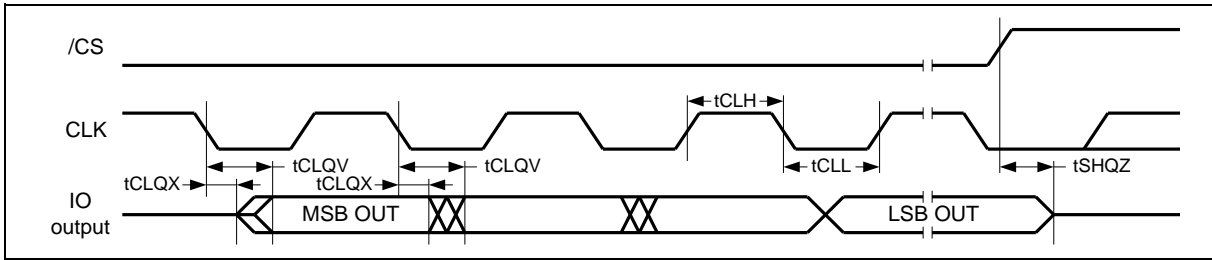 /CS
tCLH
CLK
tCLQV
tCLQV
tCLL
tSHQZ
tCLQX
tCLQX
IO
output
MSB OUT
LSB OUT